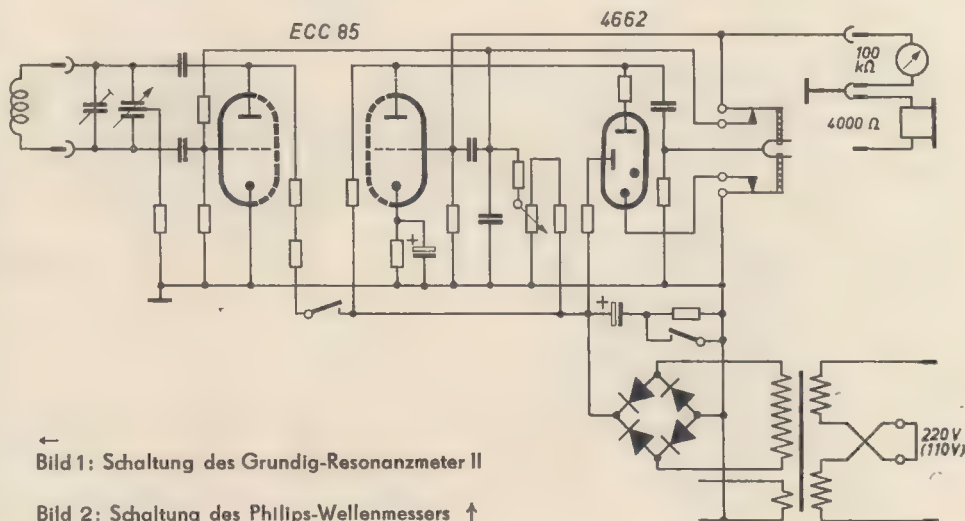 ECC 85
4662
100
kΩ
4000 Ω
+
+
220 V
(110V)
←
Bild 1: Schaltung des Grundig-Resonanzmeter II
Bild 2: Schaltung des Philips-Wellenmessers ↑